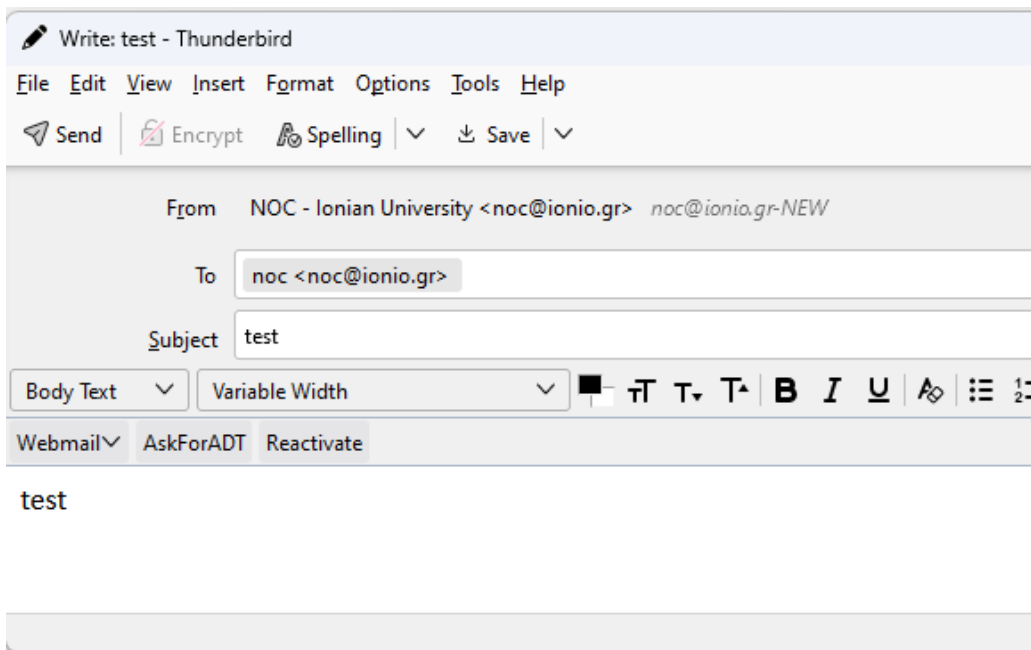 Write: test - Thunderbird
File Edit View Insert Format Options Tools Help
Send Encrypt Spelling Save
From NOC - Ionian University <noc@ionio.gr> noc@ionio.gr-NEW
To noc <noc@ionio.gr>
Subject test
Body Text Variable Width
Webmail AskForADT Reactivate
test